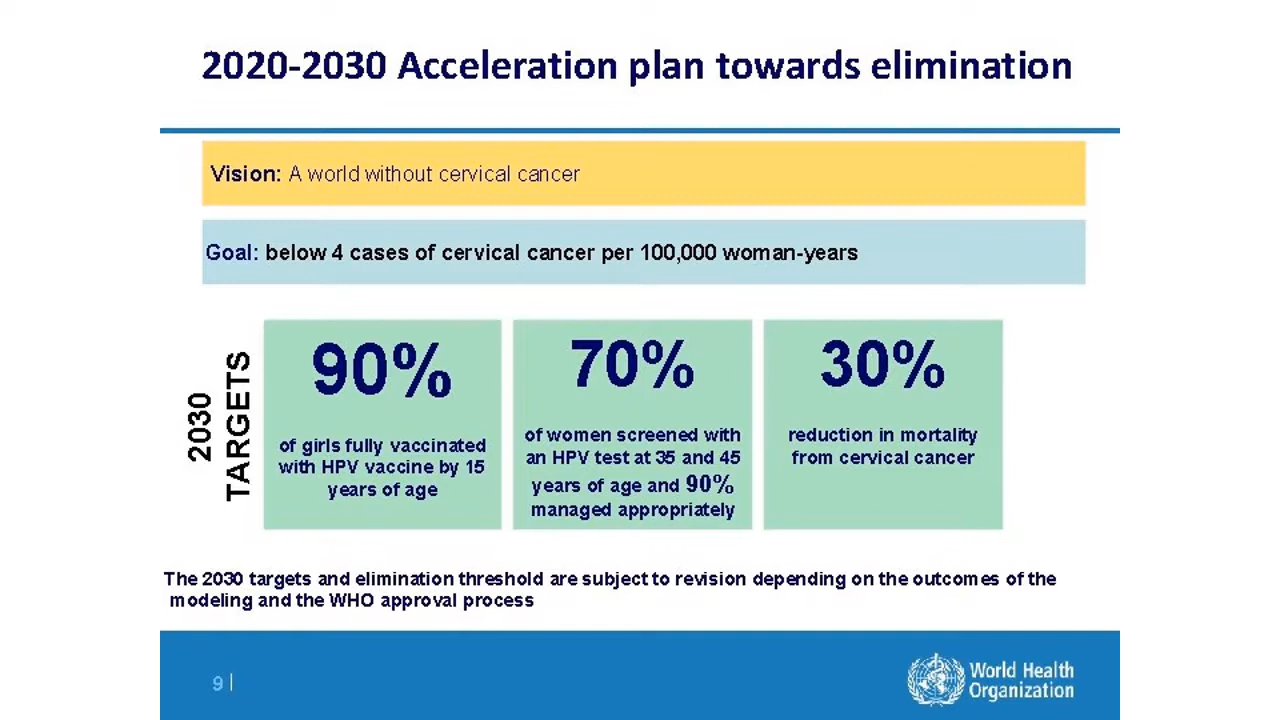 2020-2030 Acceleration plan towards elimination
Vision: A world without cervical cancer
Goal: below 4 cases of cervical cancer per 100,000 woman-years
2030
TARGETS
90%
of girls fully vaccinated
with HPV vaccine by 15
years of age
70%
of women screened with
an HPV test at 35 and 45
years of age and 90%
managed appropriately
30%
reduction in mortality
from cervical cancer
The 2030 targets and elimination threshold are subject to revision depending on the outcomes of the
modeling and the WHO approval process
9 |
World Health
Organization